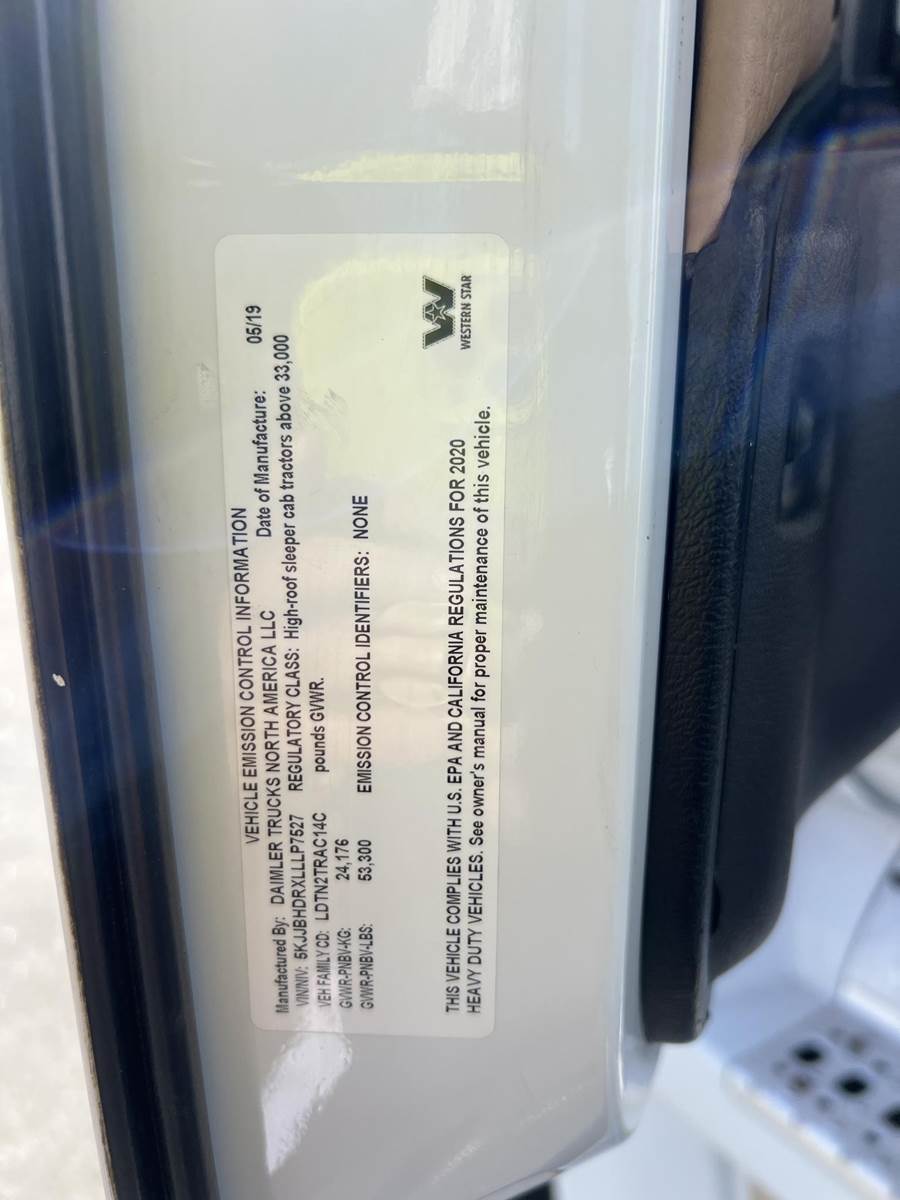 VEHICLE EMISSION CONTROL INFORMATION
Manufactured By: DAIMLER TRUCKS NORTH AMERICA LLC Date of Manufacture: 05/19
VIN/NIV: 5KJJBHDRXLLLP7527 REGULATORY CLASS: High-roof sleeper cab tractors above 33,000
VEH FAMILY CD: LDTN2TRAC14C pounds GVWR.
GVWR-PNBV-KG: 24,176
GVWR-PNBV-LBS: 53,300 EMISSION CONTROL IDENTIFIERS: NONE
THIS VEHICLE COMPLIES WITH U.S. EPA AND CALIFORNIA REGULATIONS FOR 2020
HEAVY DUTY VEHICLES. See owner's manual for proper maintenance of this vehicle.
WESTERN STAR